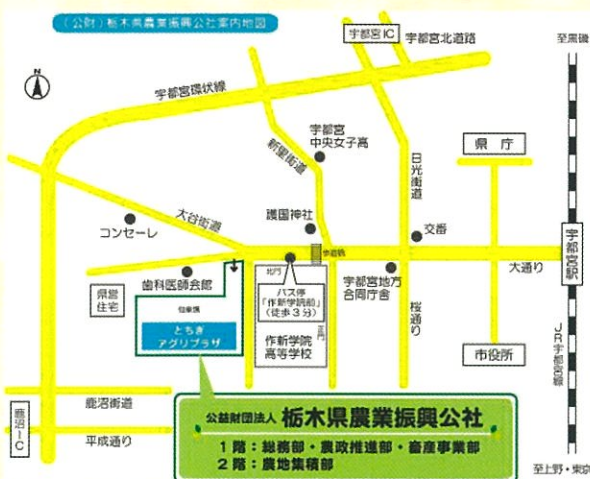 (公財)栃木県農業振興公社案内地図
宇都宮IC
宇都宮北道路
至黒磯
N
宇都宮環状線
宇都宮
中央女子高
新里街道
日光街道
県庁
大谷街道
護国神社
コンセーレ
交番
歩道橋
宇都宮駅
大通り
北門
歯科医師会館
バス停
「作新学院前」
(徒歩3分)
宇都宮地方
合同庁舎
県営
住宅
駐車場
桜通り
とちぎ
アグリプラザ
作新学院
高等学校
正門
市役所
JR宇都宮線
鹿沼街道
鹿沼IC
平成通り
公益財団法人 栃木県農業振興公社
1階:総務部・農政推進部・畜産事業部
2階:農地集積部
至上野・東京